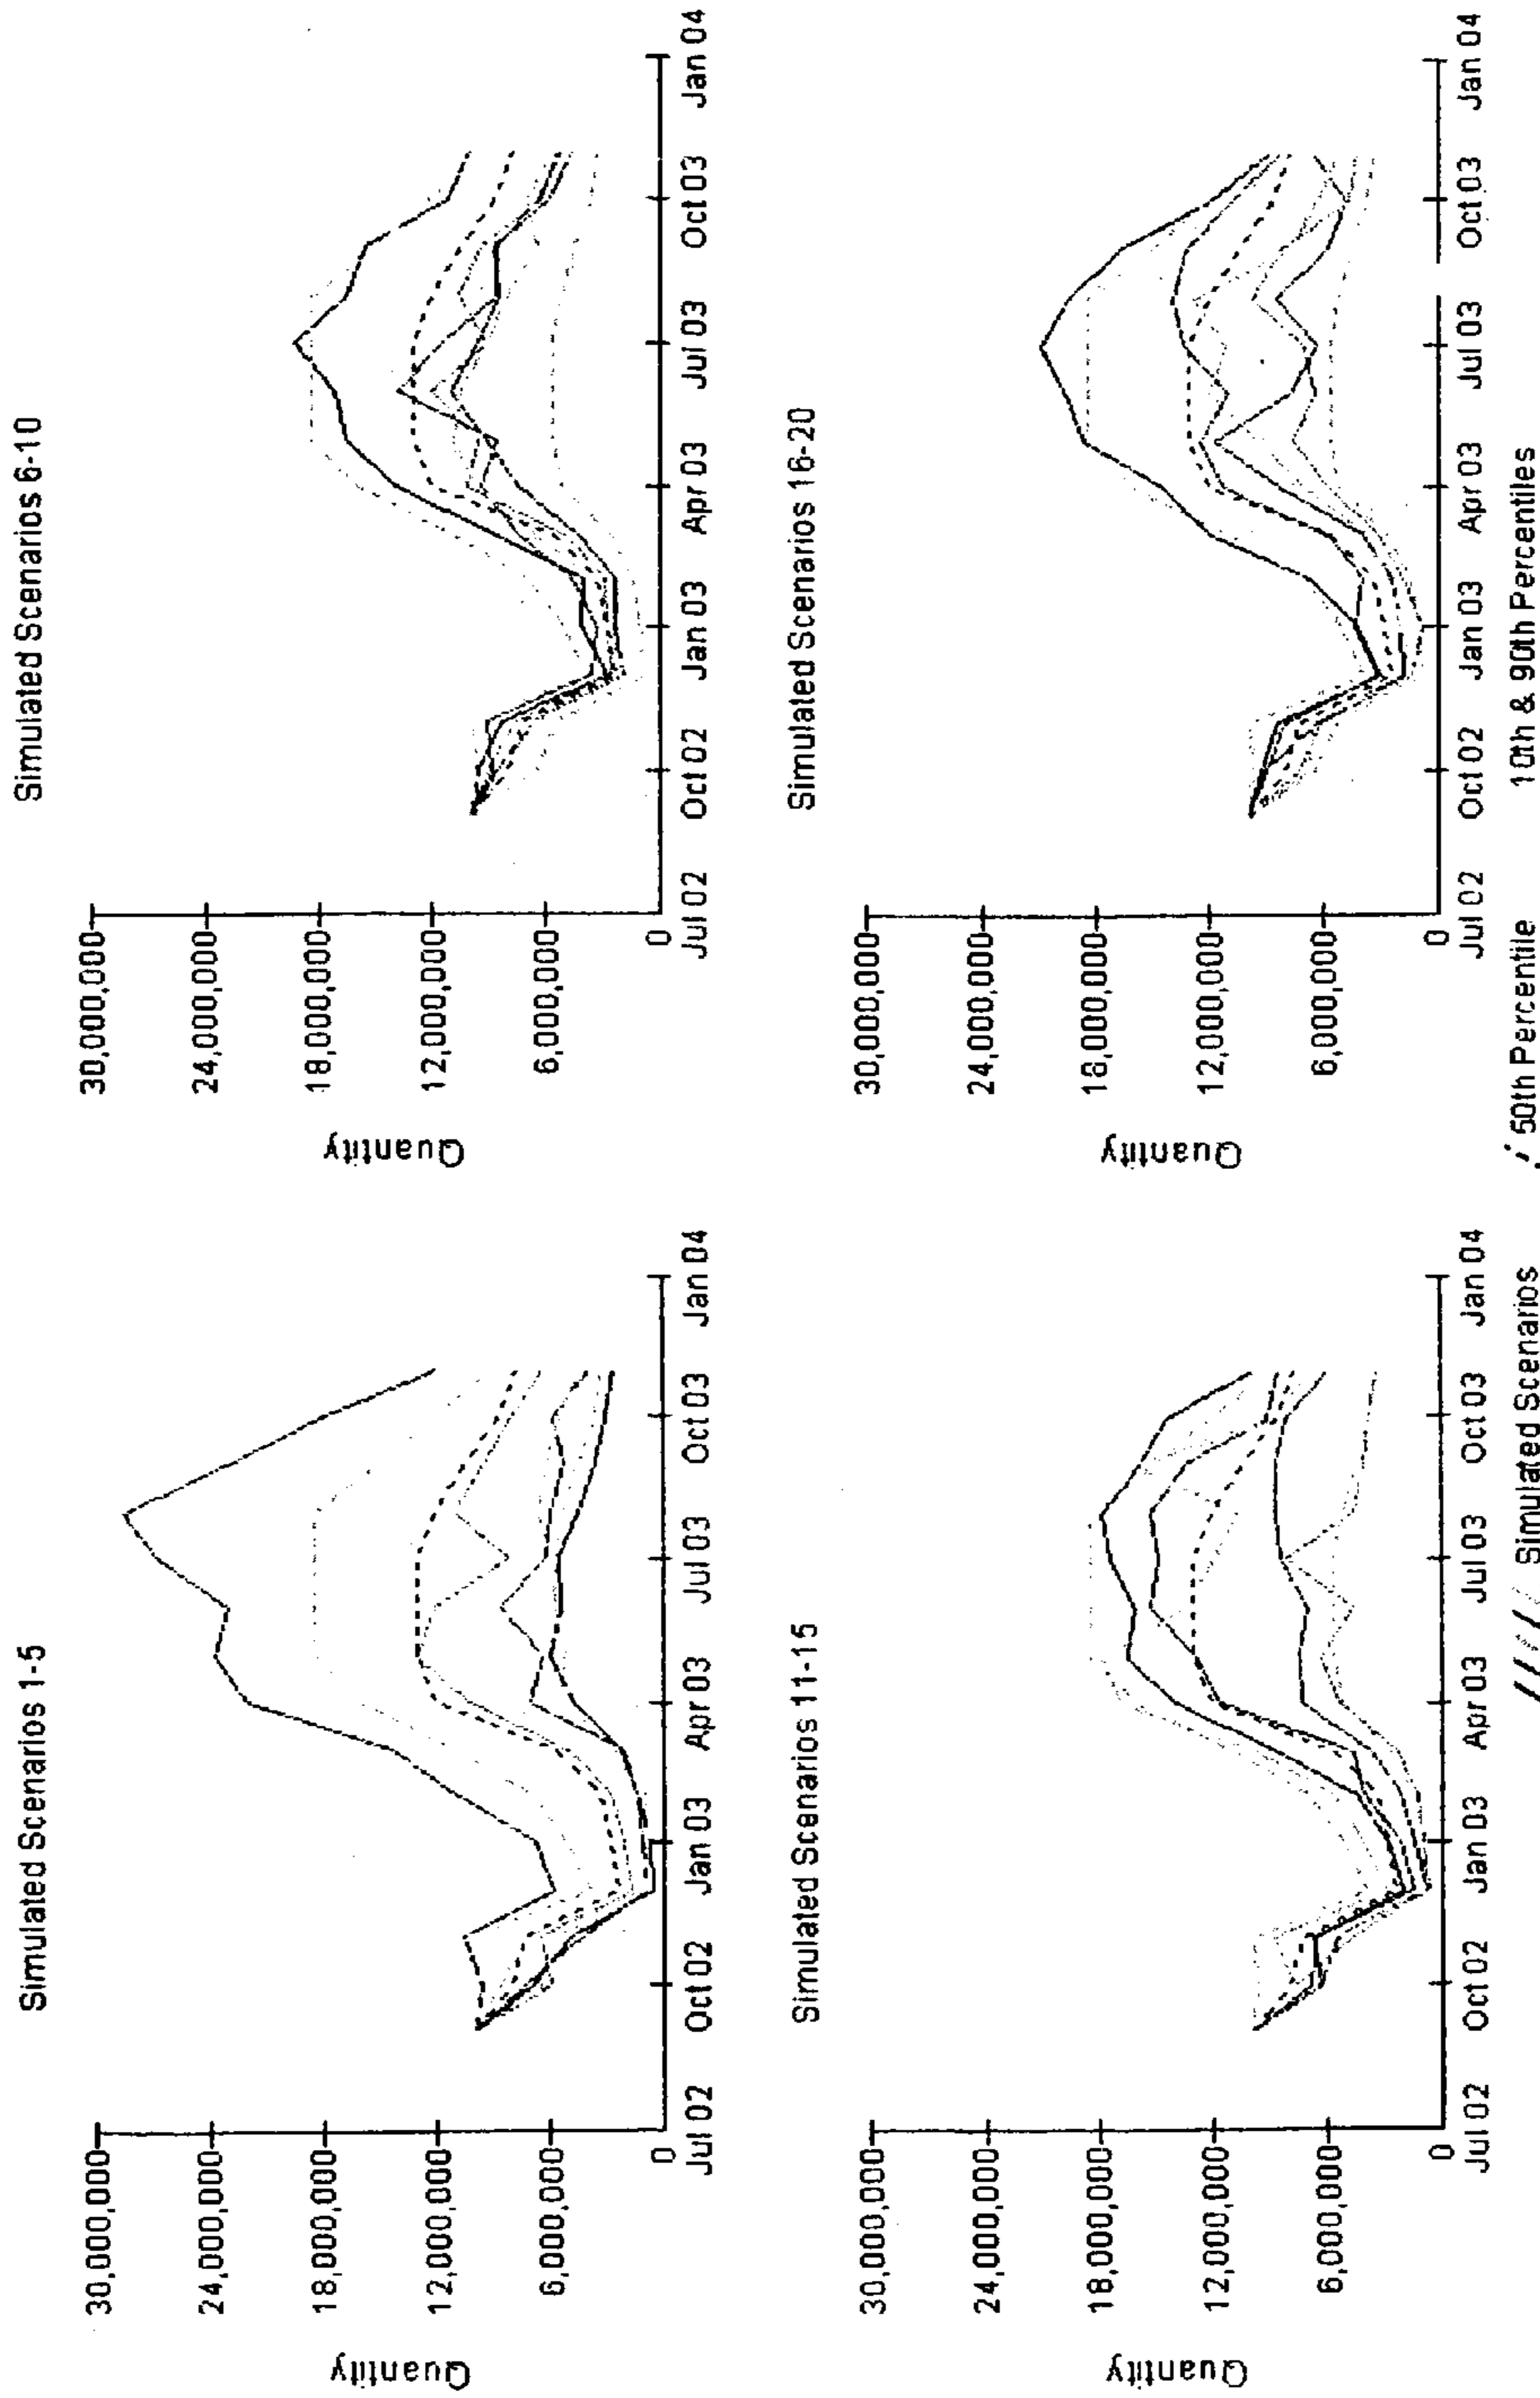 Simulated Scenarios 1-5
Quantity
30,000,000
24,000,000
18,000,000
12,000,000
6,000,000
0
Jul 02 Oct 02 Jan 03 Apr 03 Jul 03 Oct 03 Jan 04
Simulated Scenarios 6-10
Quantity
30,000,000
24,000,000
18,000,000
12,000,000
6,000,000
0
Jul 02 Oct 02 Jan 03 Apr 03 Jul 03 Oct 03 Jan 04
Simulated Scenarios 11-15
Quantity
30,000,000
24,000,000
18,000,000
12,000,000
6,000,000
0
Jul 02 Oct 02 Jan 03 Apr 03 Jul 03 Oct 03 Jan 04
Simulated Scenarios 16-20
Quantity
30,000,000
24,000,000
18,000,000
12,000,000
6,000,000
0
Jul 02 Oct 02 Jan 03 Apr 03 Jul 03 Oct 03 Jan 04
Simulated Scenarios 50th Percentile 10th & 90th Percentiles